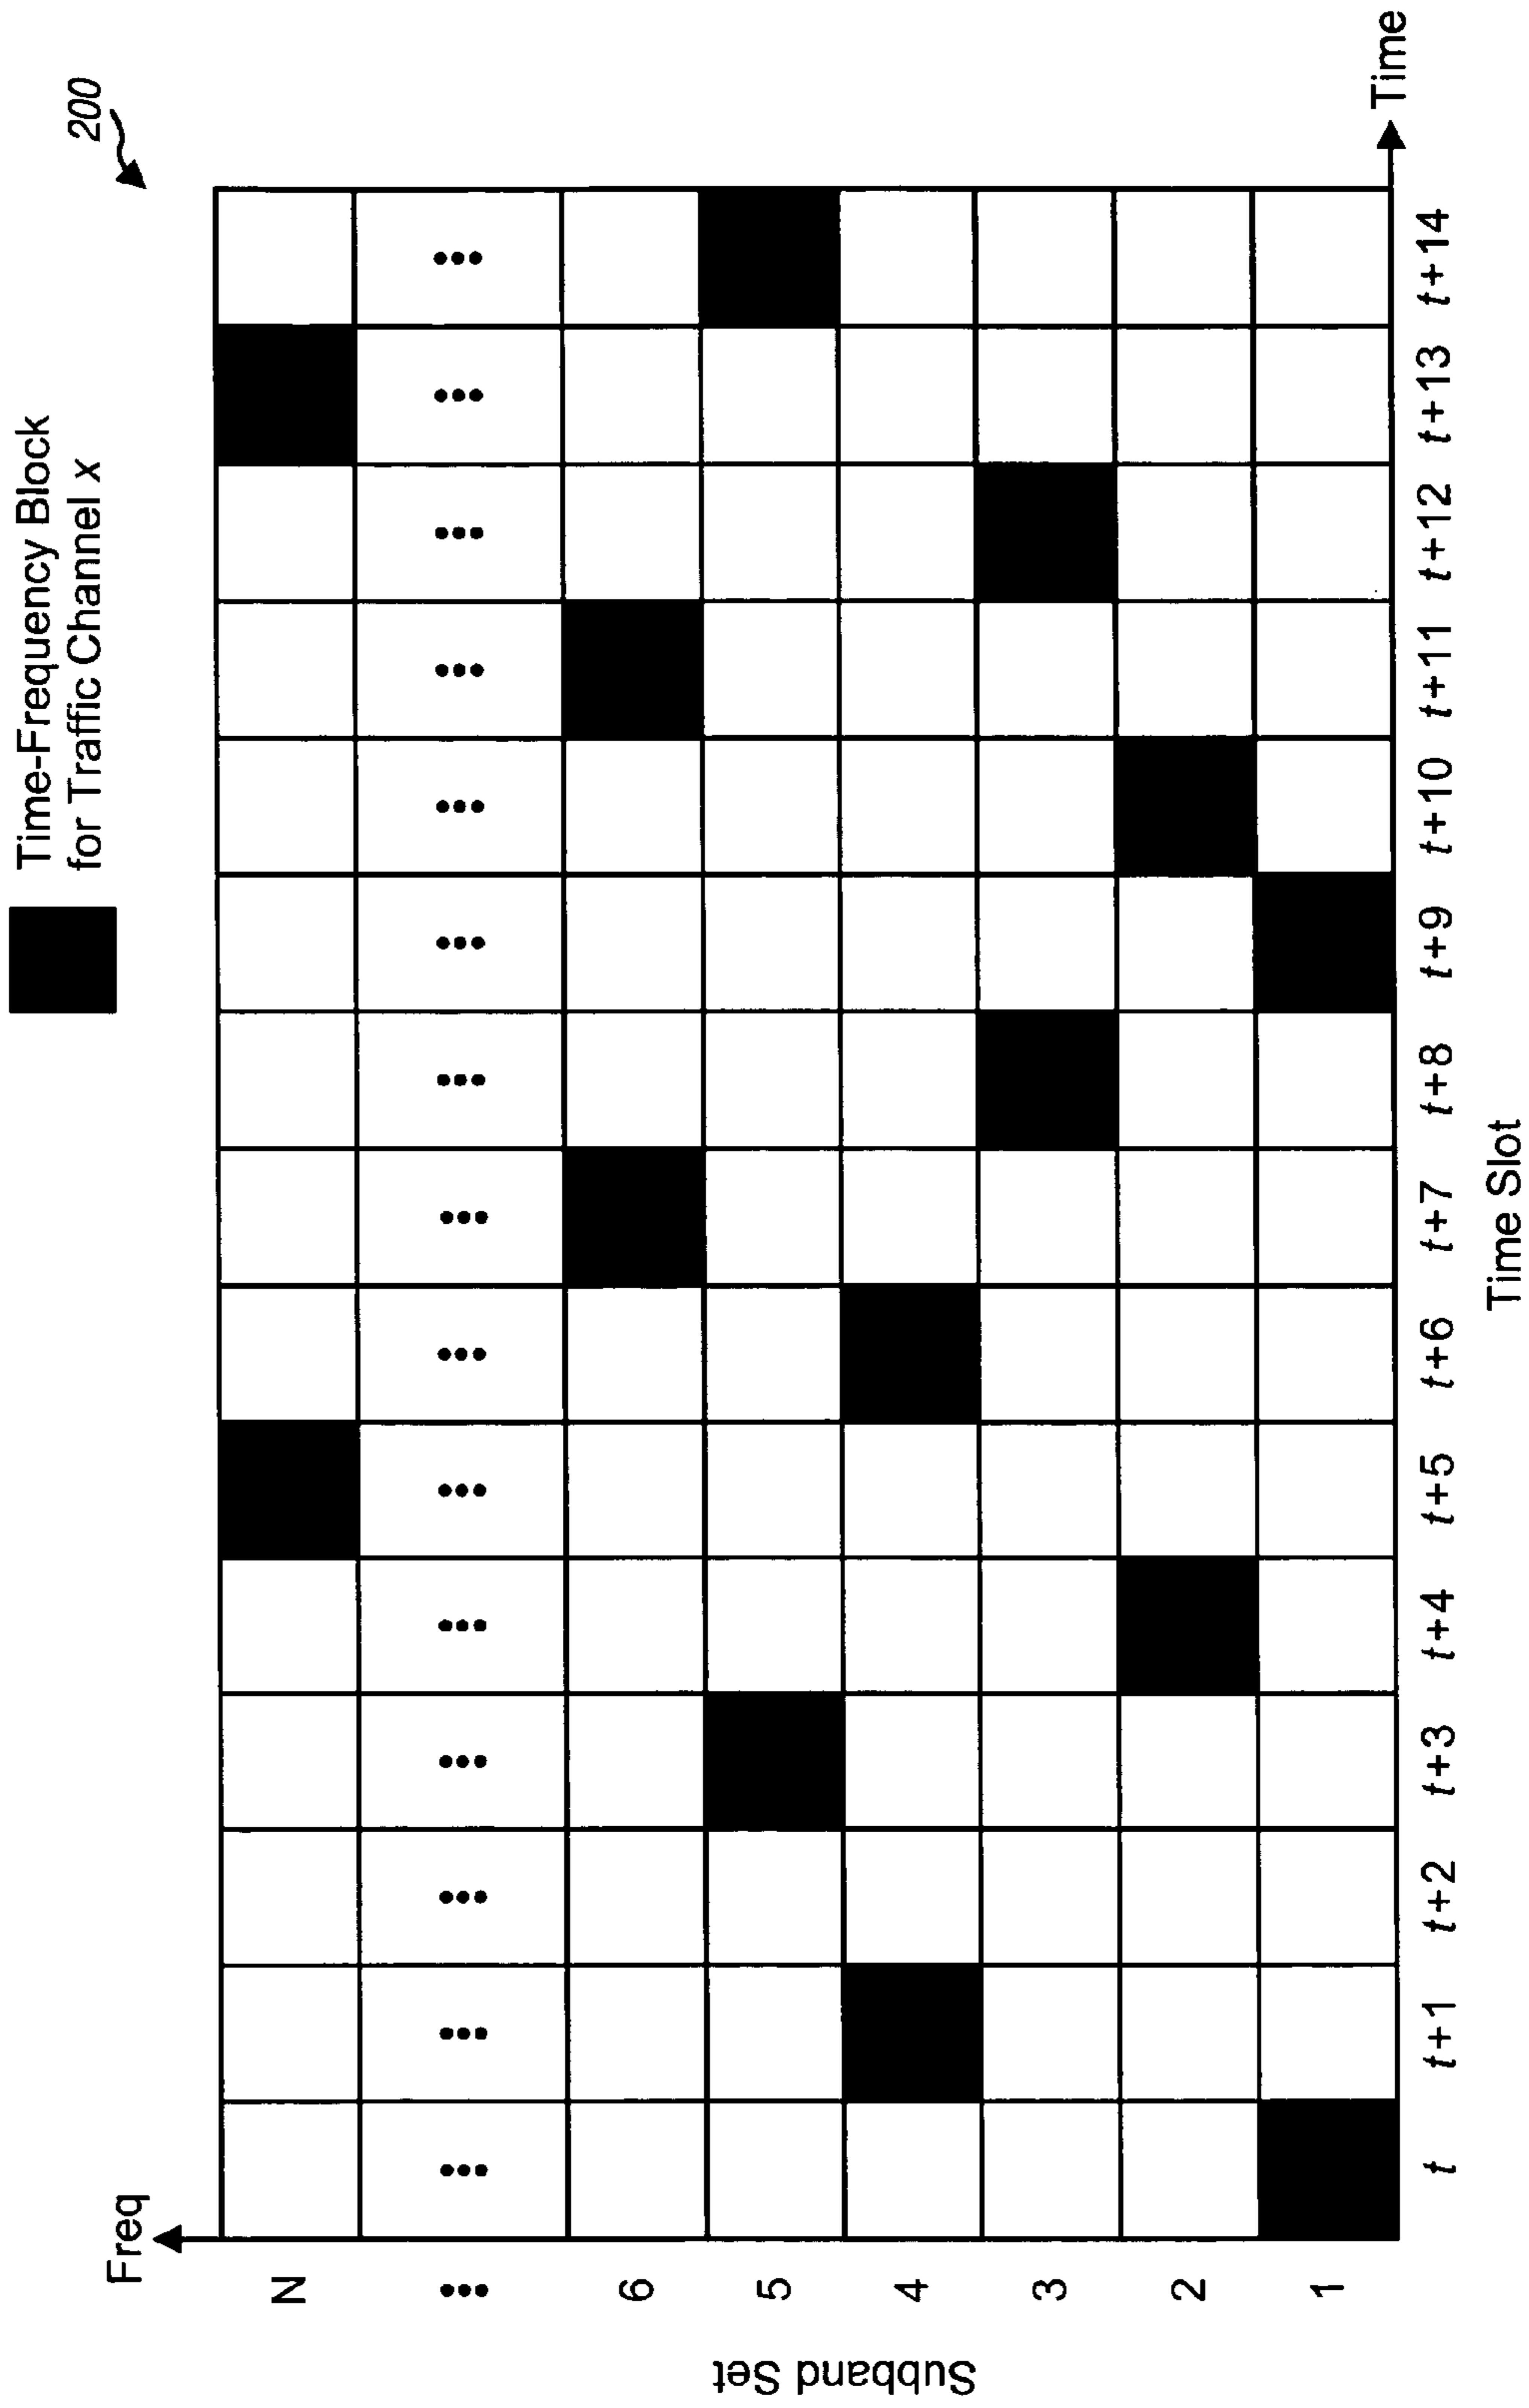 Time-Frequency Block
for Traffic Channel x
200
Freq
N
6
5
4
3
2
1
Subband Set
t
t+1
t+2
t+3
t+4
t+5
t+6
t+7
t+8
t+9
t+10
t+11
t+12
t+13
t+14
Time
Time Slot